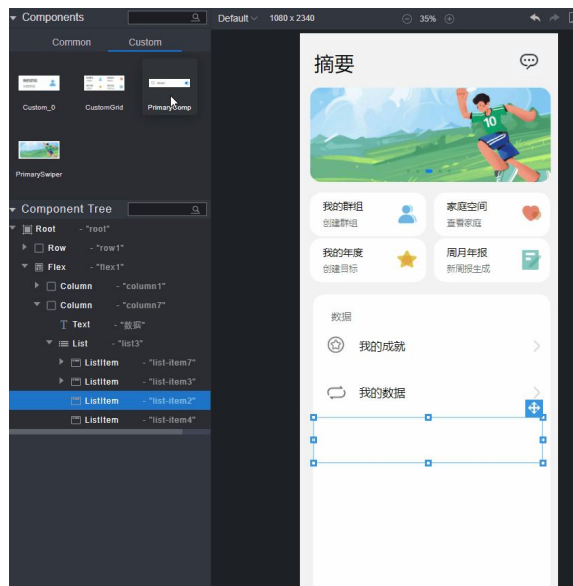 Components
Default
1080 x 2340
35%
Common
Custom
Custom_0
CustomGrid
PrimaryComp
PrimarySwiper
Component Tree
Root - "root"
Row - "row1"
Flex - "flex1"
Column - "column1"
Column - "column7"
Text - "数据"
List - "list3"
ListItem - "list-item7"
ListItem - "list-item3"
ListItem - "list-item2"
ListItem - "list-item4"
摘要
10
我的群组
创建群组
家庭空间
查看家庭
我的年度
创建目标
周月年报
新周报生成
数据
我的成就
我的数据